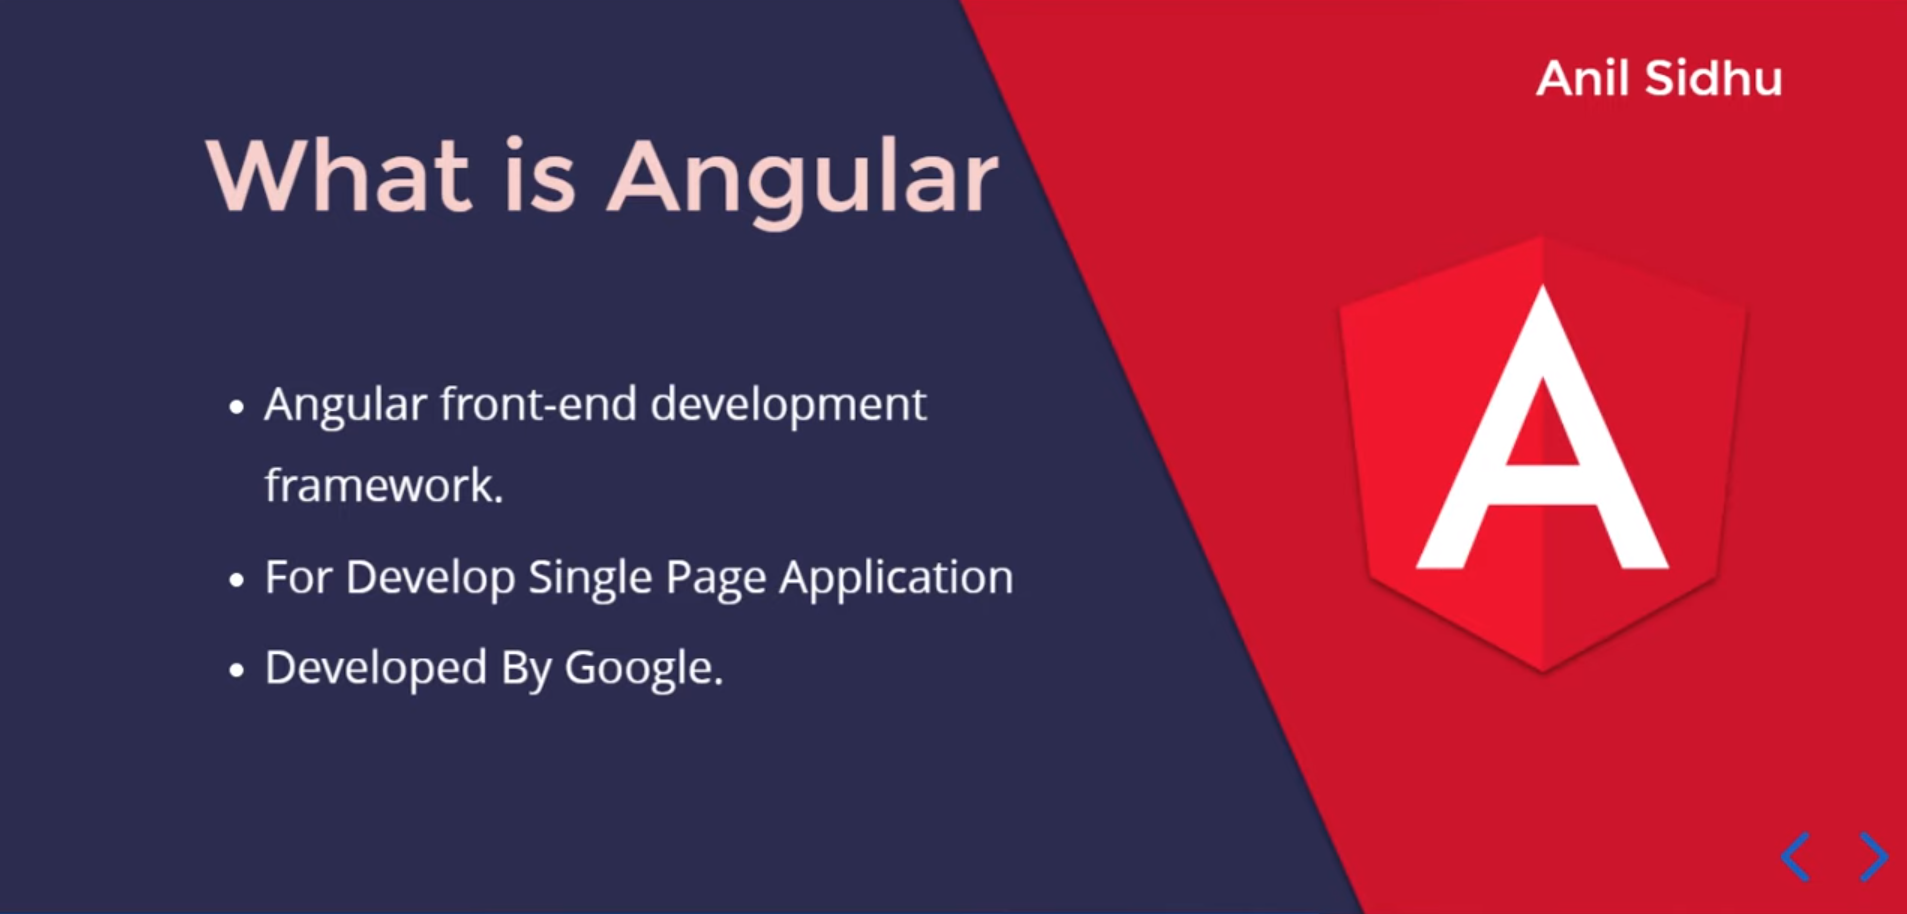 Anil Sidhu
What is Angular
• Angular front-end development
framework.
• For Develop Single Page Application
• Developed By Google.
A